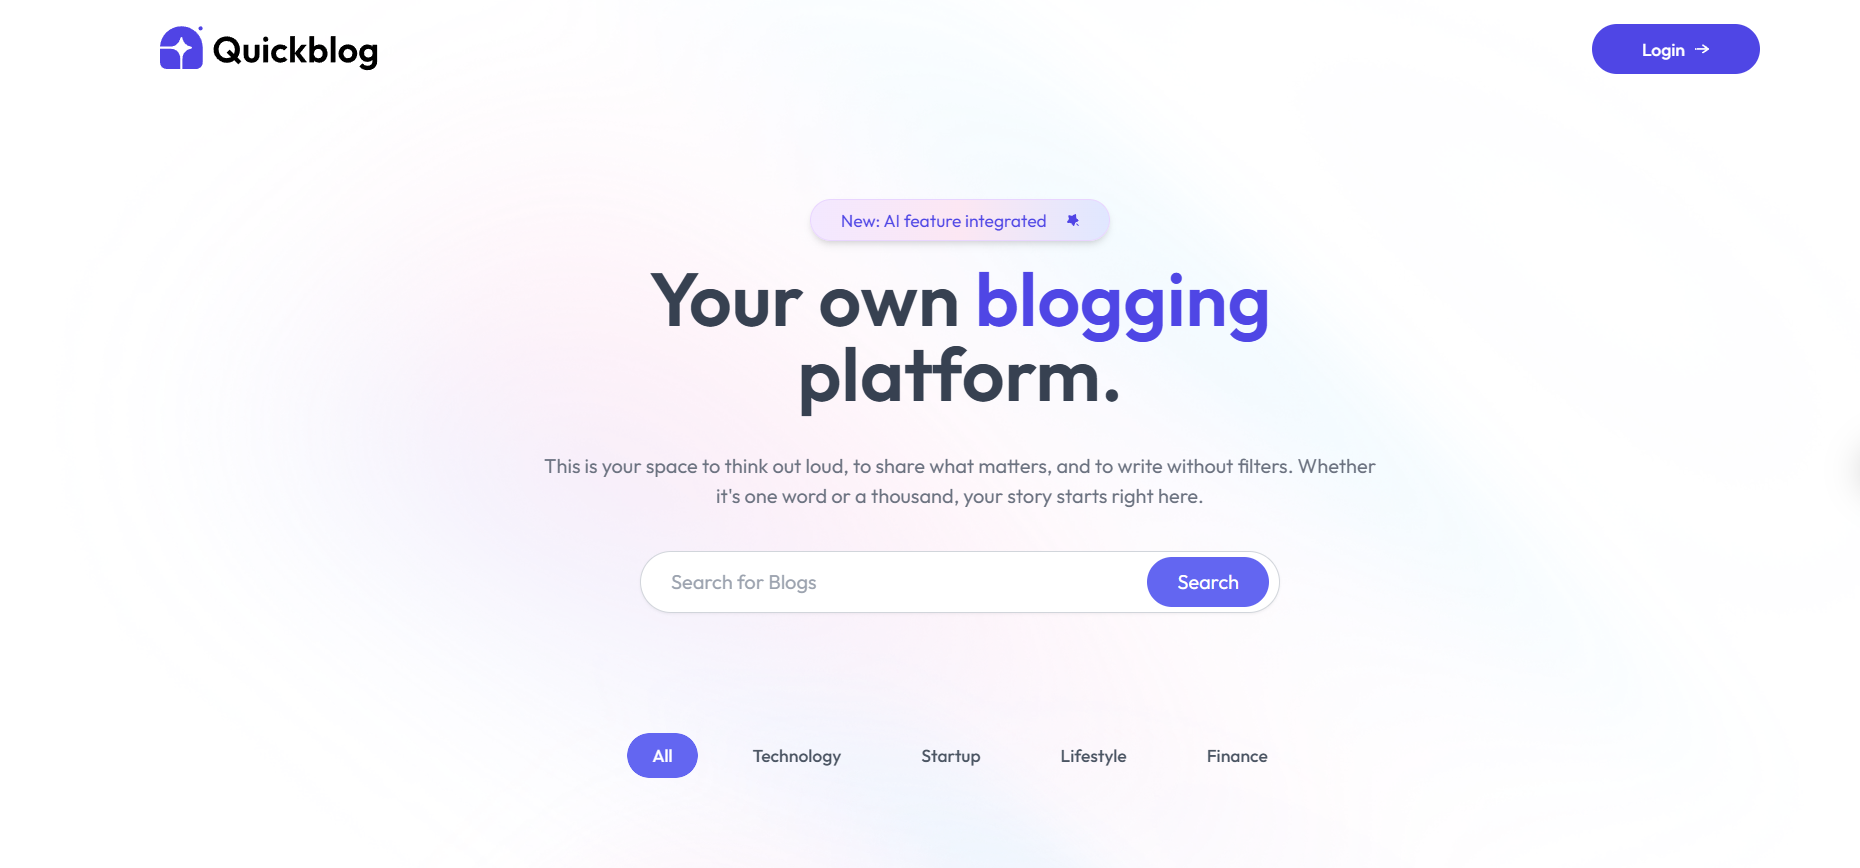 Quickblog
Login →
New: AI feature integrated
Your own blogging
platform.
This is your space to think out loud, to share what matters, and to write without filters. Whether
it's one word or a thousand, your story starts right here.
Search for Blogs
Search
All
Technology
Startup
Lifestyle
Finance